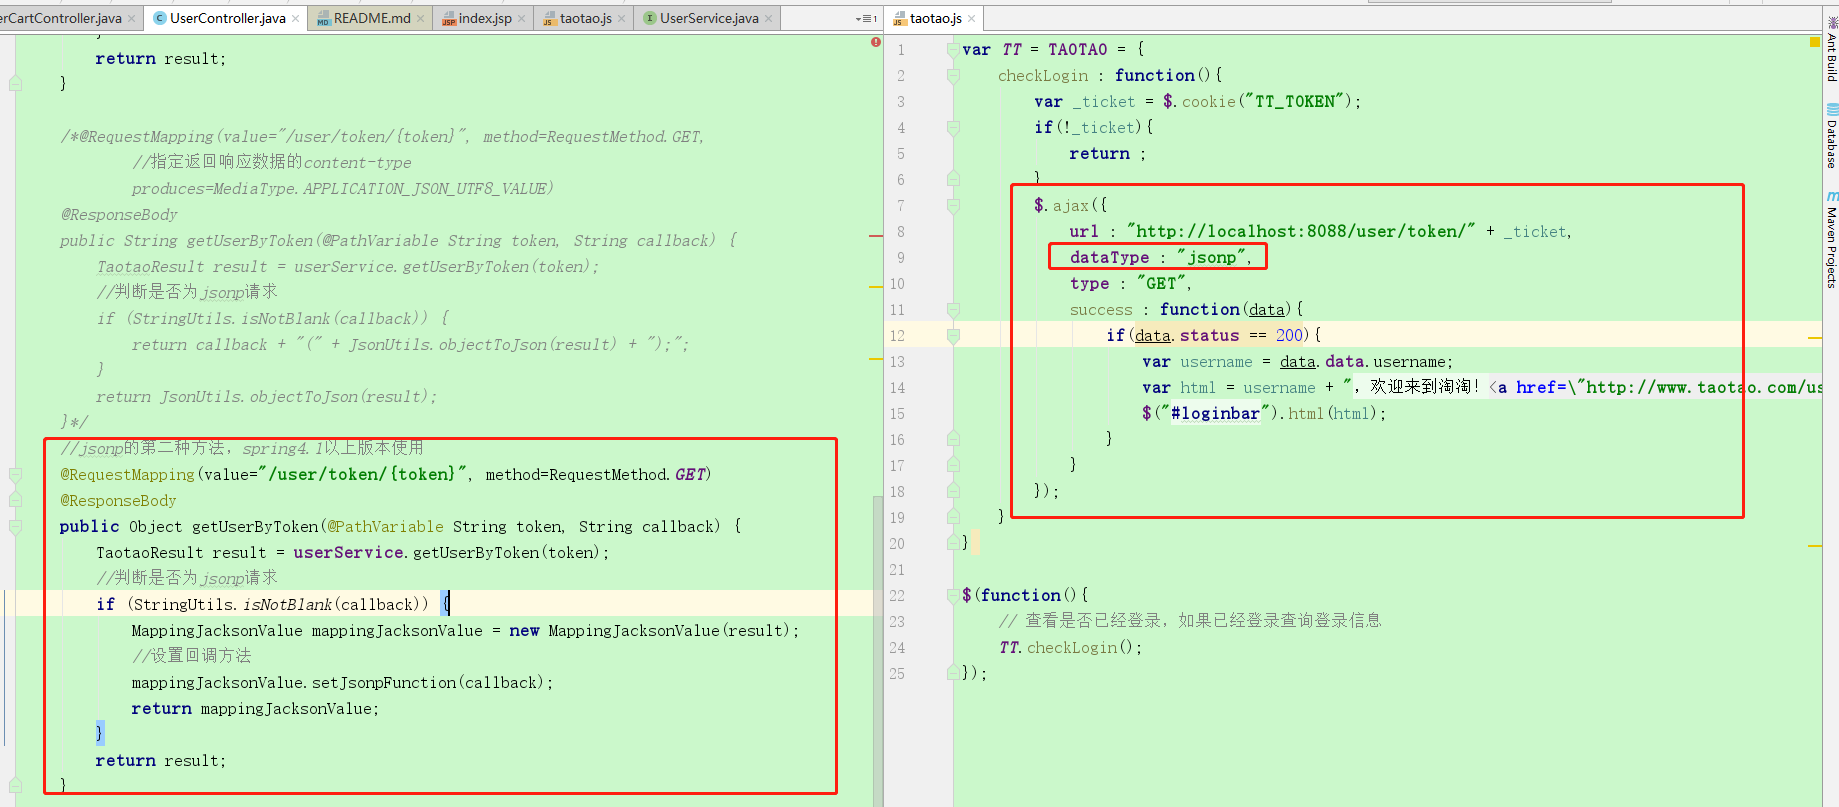 erCartController.java
UserController.java
README.md
index.jsp
taotao.js
UserService.java
1
taotao.js
}
return result;
}
/*@RequestMapping(value="/user/token/{token}", method=RequestMethod.GET,
//指定返回响应数据的content-type
produces=MediaType.APPLICATION_JSON_UTF8_VALUE)
@ResponseBody
public String getUserByToken(@PathVariable String token, String callback) {
TaotaoResult result = userService.getUserByToken(token);
//判断是否为jsonp请求
if (StringUtils.isNotBlank(callback)) {
return callback + "(" + JsonUtils.objectToJson(result) + ");";
}
return JsonUtils.objectToJson(result);
}*/
//jsonp的第二种方法，spring4.1以上版本使用
@RequestMapping(value="/user/token/{token}", method=RequestMethod.GET)
@ResponseBody
public Object getUserByToken(@PathVariable String token, String callback) {
TaotaoResult result = userService.getUserByToken(token);
//判断是否为jsonp请求
if (StringUtils.isNotBlank(callback)) {
MappingJacksonValue mappingJacksonValue = new MappingJacksonValue(result);
//设置回调方法
mappingJacksonValue.setJsonpFunction(callback);
return mappingJacksonValue;
}
return result;
}
1 var TT = TAOTAO = {
2 checkLogin : function(){
3 var _ticket = $.cookie("TT_TOKEN");
4 if(!_ticket){
5 return ;
6 }
7 $.ajax({
8 url : "http://localhost:8088/user/token/" + _ticket,
9 dataType : "jsonp",
10 type : "GET",
11 success : function(data){
12 if(data.status == 200){
13 var username = data.data.username;
14 var html = username + "，欢迎来到淘淘！<a href=\"http://www.taotao.com/us
15 $("#loginbar").html(html);
16 }
17 }
18 });
19 }
20 }
21
22 $(function(){
23 // 查看是否已经登录，如果已经登录查询登录信息
24 TT.checkLogin();
25 });
Ant Build
Database
Maven Projects